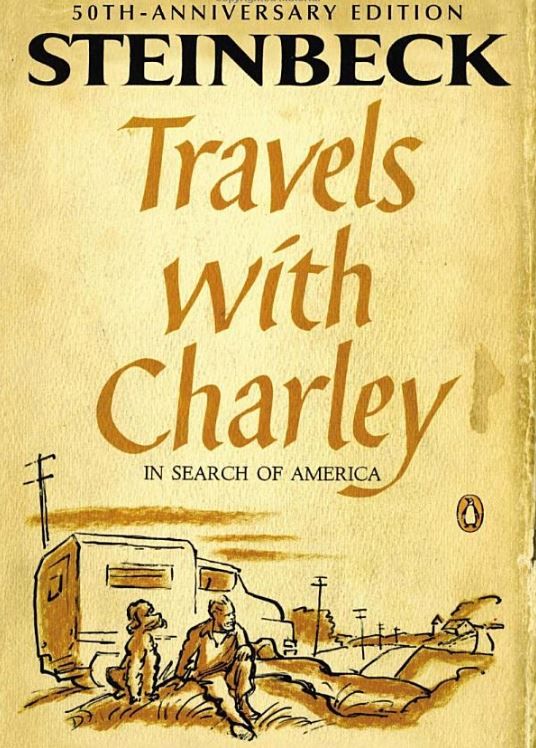 50TH-ANNIVERSARY EDITION
STEINBECK
Travels
with
Charley
IN SEARCH OF AMERICA